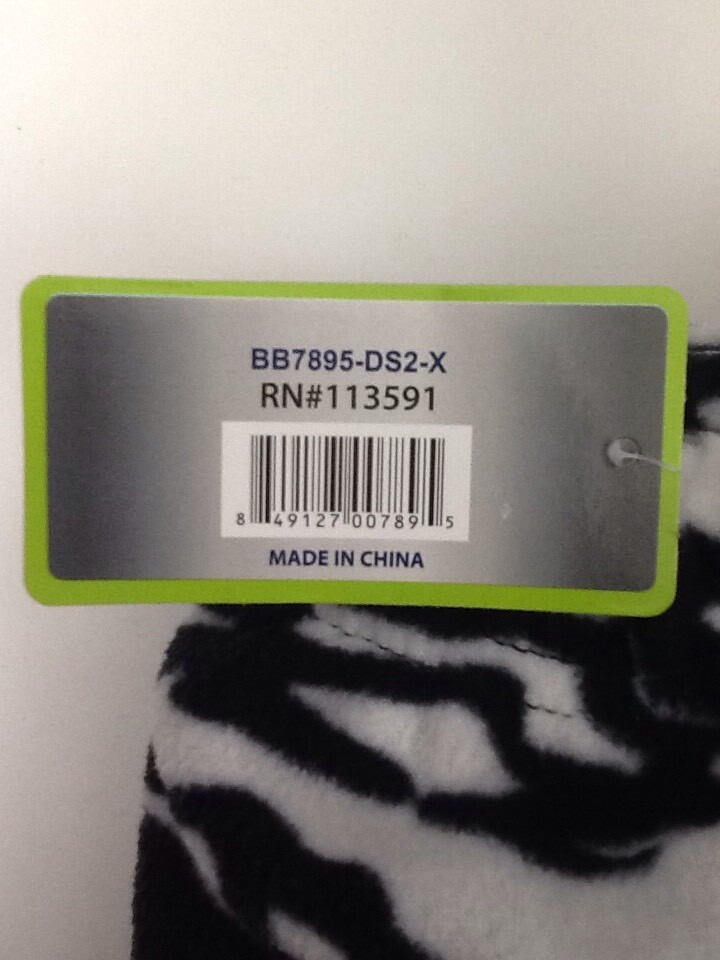 BB7895-DS2-X
RN#113591
8 49127 00789 5
MADE IN CHINA